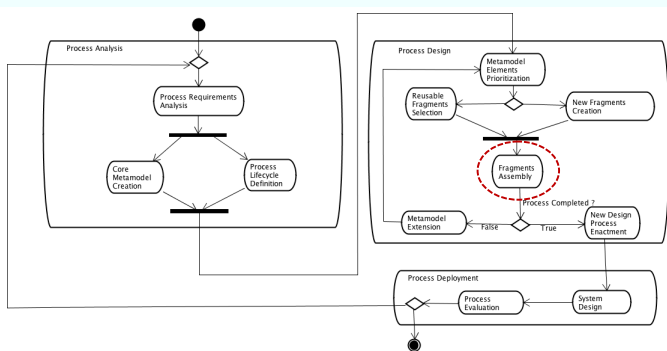 Process Analysis
Process Requirements
Analysis
Core
Metamodel
Creation
Process
Lifecycle
Definition
Process Design
Metamodel
Elements
Prioritization
Reusable
Fragments
Selection
New Fragments
Creation
Fragments
Assembly
Process Completed ?
Metamodel
Extension
False
True
New Design
Process
Enactment
Process Deployment
Process
Evaluation
System
Design